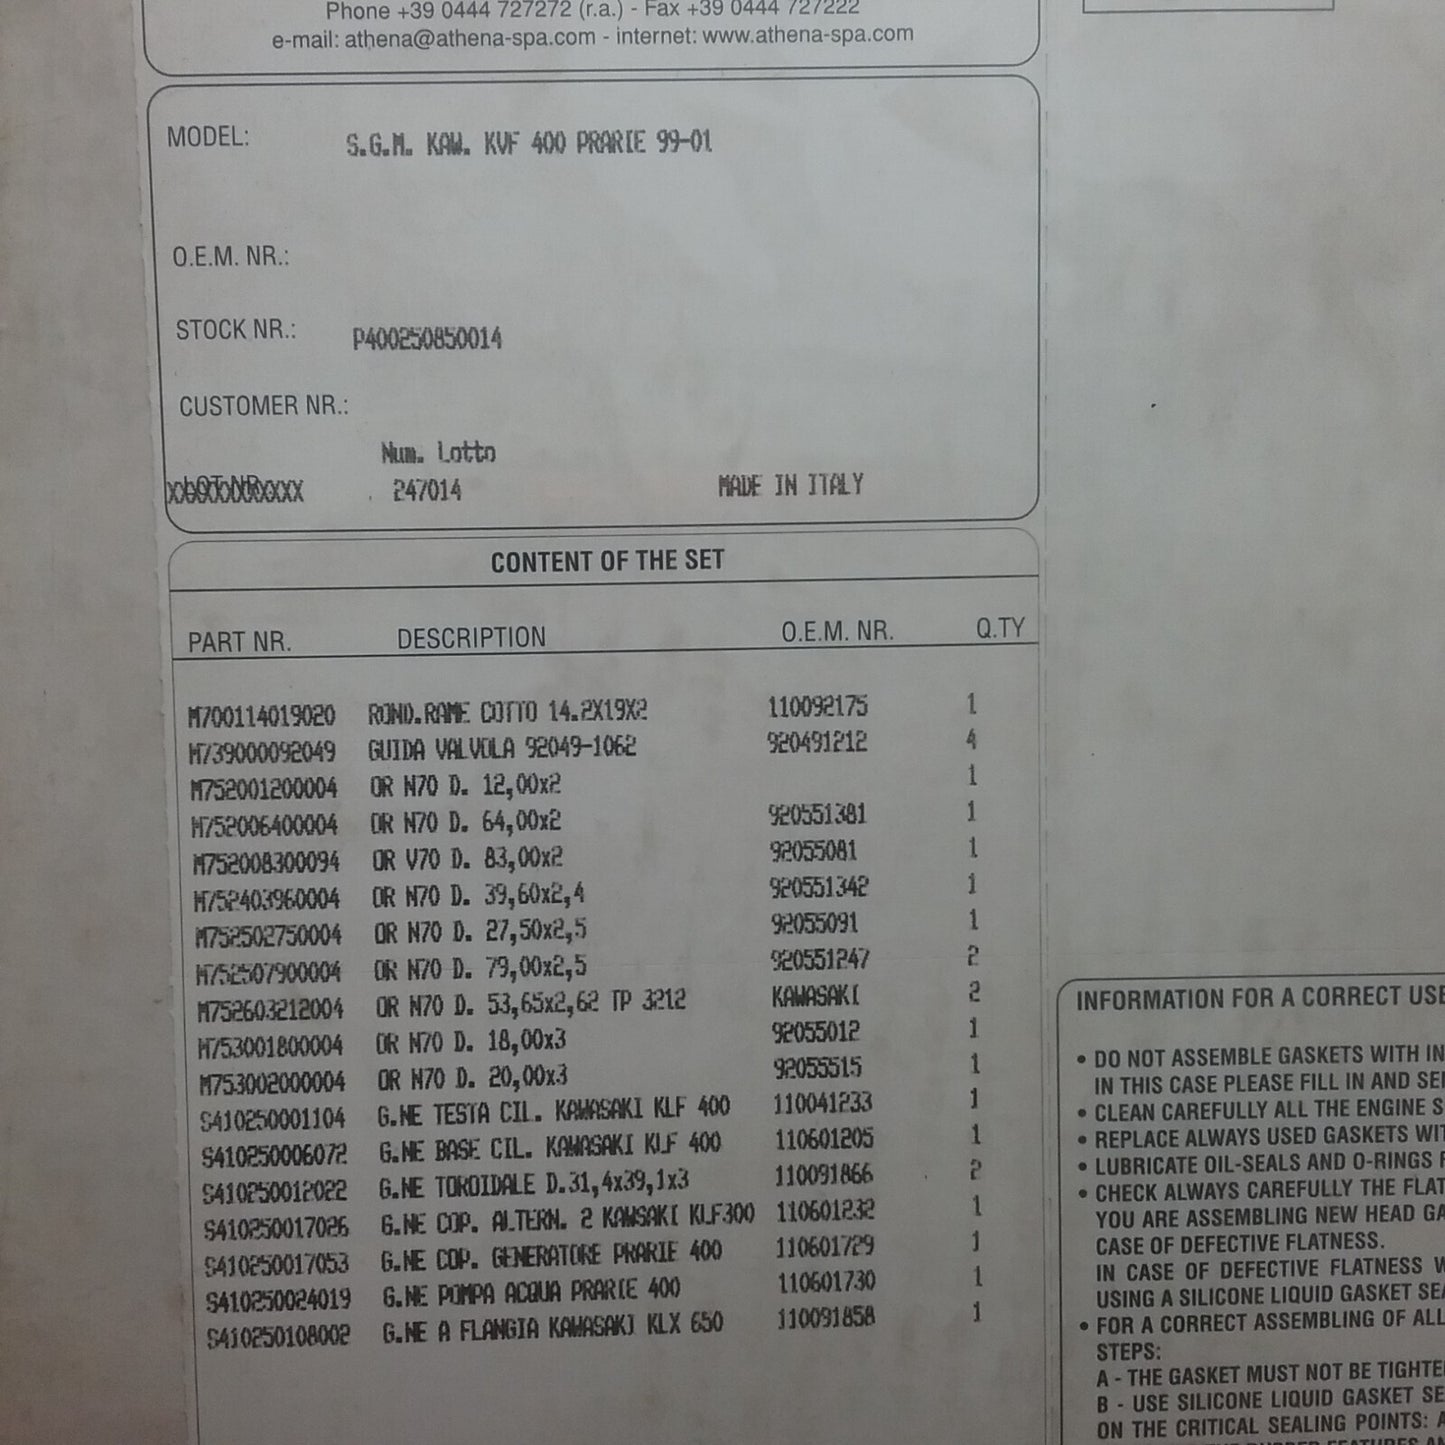 Phone +39 0444 727272 (r.a.) - Fax +39 0444 727222
e-mail: athena@athena-spa.com - internet: www.athena-spa.com
MODEL: S.G.M. KAW. KVF 400 PRARIE 99-01
O.E.M. NR.:
STOCK NR.: P400250850014
CUSTOMER NR.:
Num. Lotto
LOT NR. 247014 MADE IN ITALY
CONTENT OF THE SET
PART NR. DESCRIPTION O.E.M. NR. Q.TY
M700114019020 ROND.RAME COTTO 14.2X19X2 110092175 1
M739000092049 GUIDA VALVOLA 92049-1062 920491212 4
M752001200004 OR N70 D. 12,00x2 1
M752006400004 OR N70 D. 64,00x2 920551381 1
M752008300094 OR V70 D. 83,00x2 92055081 1
M752403960004 OR N70 D. 39,60x2,4 920551342 1
M752502750004 OR N70 D. 27,50x2,5 92055091 1
M752507900004 OR N70 D. 79,00x2,5 920551247 2
M752603212004 OR N70 D. 53,65x2,62 TP 3212 KAWASAKI 2
M753001800004 OR N70 D. 18,00x3 92055012 1
M753002000004 OR N70 D. 20,00x3 92055515 1
S410250001104 G.NE TESTA CIL. KAWASAKI KLF 400 110041233 1
S410250006072 G.NE BASE CIL. KAWASAKI KLF 400 110601205 1
S410250012022 G.NE TOROIDALE D.31,4x39,1x3 110091866 2
S410250017026 G.NE COP. ALTERN. 2 KAWSAKI KLF300 110601232 1
S410250017053 G.NE COP. GENERATORE PRARIE 400 110601729 1
S410250024019 G.NE POMPA ACQUA PRARIE 400 110601730 1
S410250108002 G.NE A FLANGIA KAWASAKI KLX 650 110091858 1
INFORMATION FOR A CORRECT USE
• DO NOT ASSEMBLE GASKETS WITH IN
IN THIS CASE PLEASE FILL IN AND SE
• CLEAN CAREFULLY ALL THE ENGINE S
• REPLACE ALWAYS USED GASKETS WIT
• LUBRICATE OIL-SEALS AND O-RINGS
• CHECK ALWAYS CAREFULLY THE FLAT
YOU ARE ASSEMBLING NEW HEAD GA
CASE OF DEFECTIVE FLATNESS.
IN CASE OF DEFECTIVE FLATNESS W
USING A SILICONE LIQUID GASKET SEA
• FOR A CORRECT ASSEMBLING OF ALL
STEPS:
A - THE GASKET MUST NOT BE TIGHTE
B - USE SILICONE LIQUID GASKET SE
ON THE CRITICAL SEALING POINTS: A